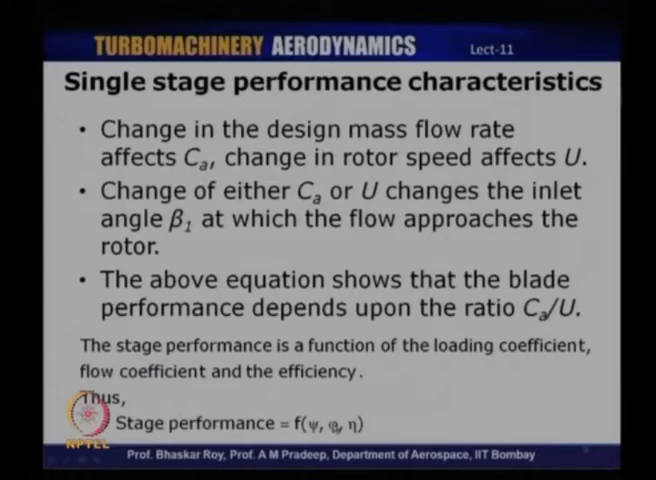 TURBOMACHINERY AERODYNAMICS Lect-11
Single stage performance characteristics
• Change in the design mass flow rate
affects Ca, change in rotor speed affects U.
• Change of either Ca or U changes the inlet
angle β1 at which the flow approaches the
rotor.
• The above equation shows that the blade
performance depends upon the ratio Ca/U.
The stage performance is a function of the loading coefficient,
flow coefficient and the efficiency.
Thus,
Stage performance = f(ψ, φ, η)
NPTEL
Prof. Bhaskar Roy, Prof. A M Pradeep, Department of Aerospace, IIT Bombay